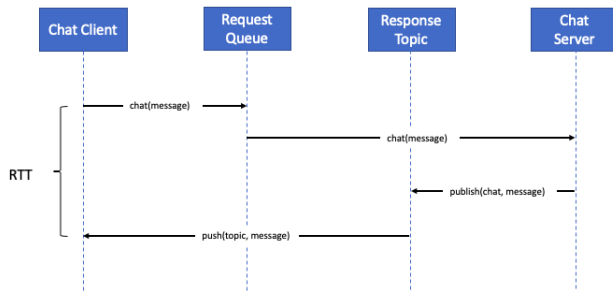 Chat Client
Request
Queue
Response
Topic
Chat
Server
chat(message)
chat(message)
RTT
publish(chat, message)
push(topic, message)